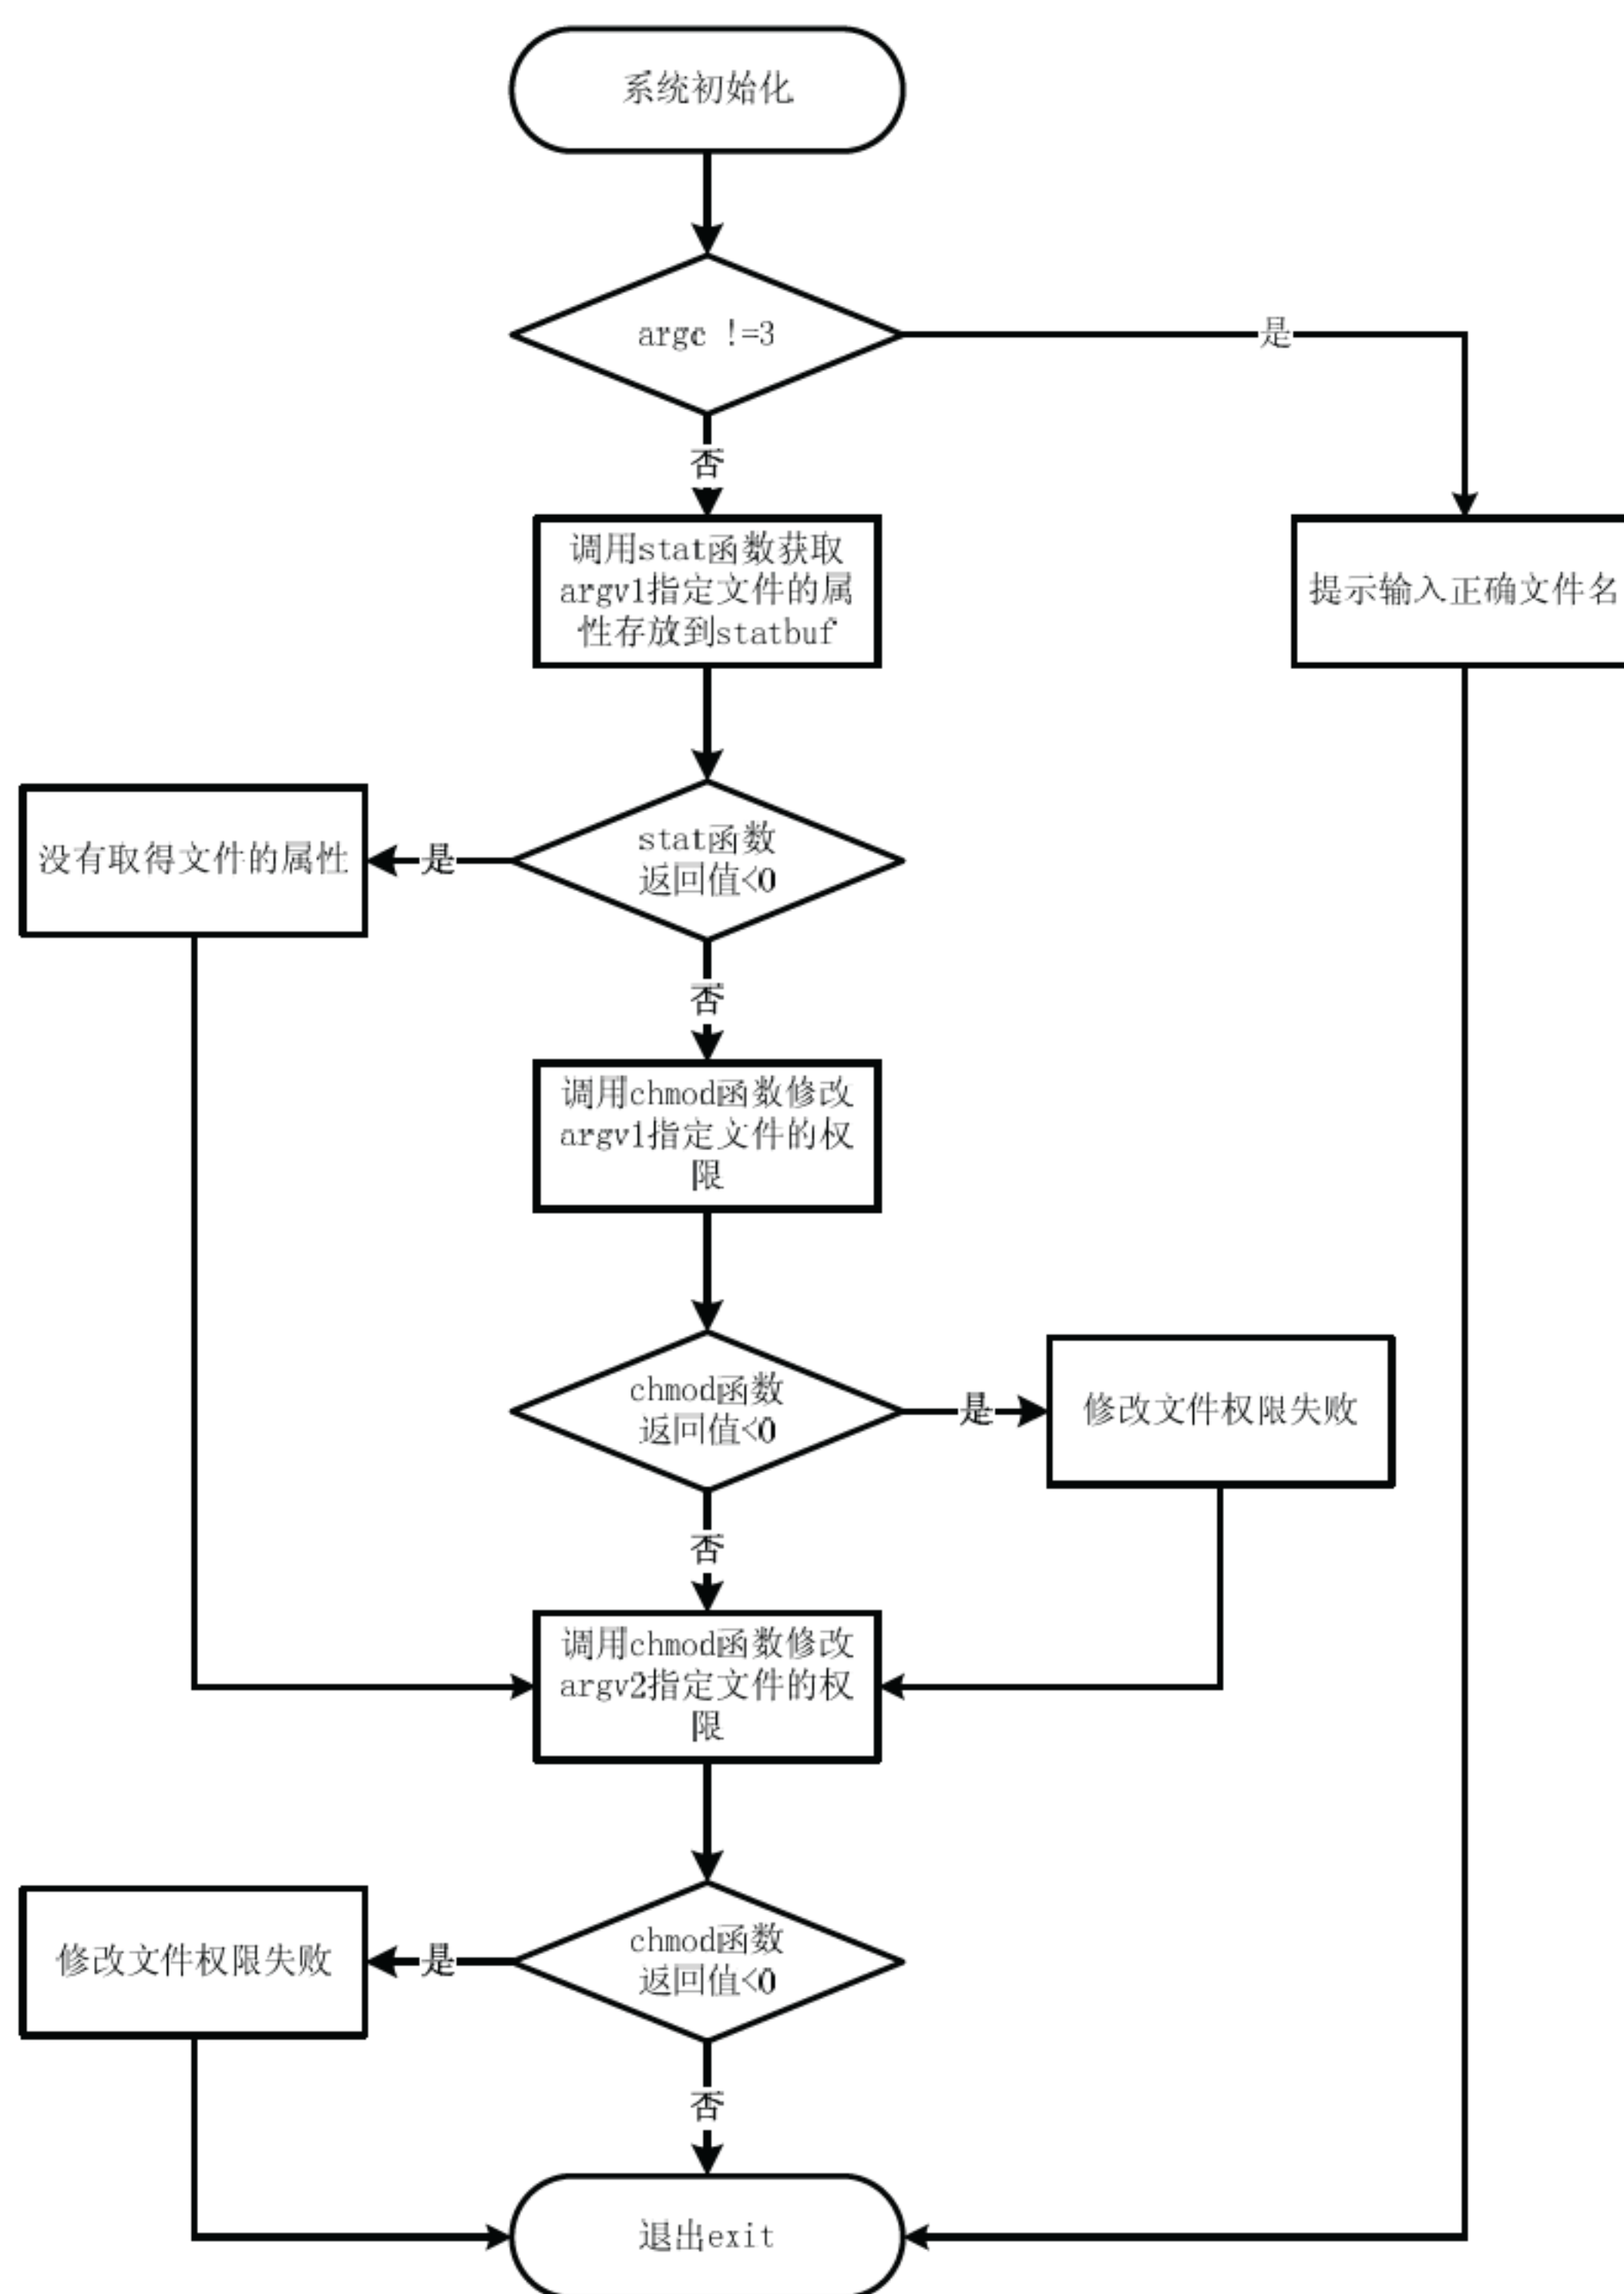 系统初始化
argc !=3
是
否
调用stat函数获取
argv1指定文件的属
性存放到statbuf
提示输入正确文件名
没有取得文件的属性
是
stat函数
返回值<0
否
调用chmod函数修改
argv1指定文件的权
限
chmod函数
返回值<0
是
修改文件权限失败
否
调用chmod函数修改
argv2指定文件的权
限
修改文件权限失败
是
chmod函数
返回值<0
否
退出exit